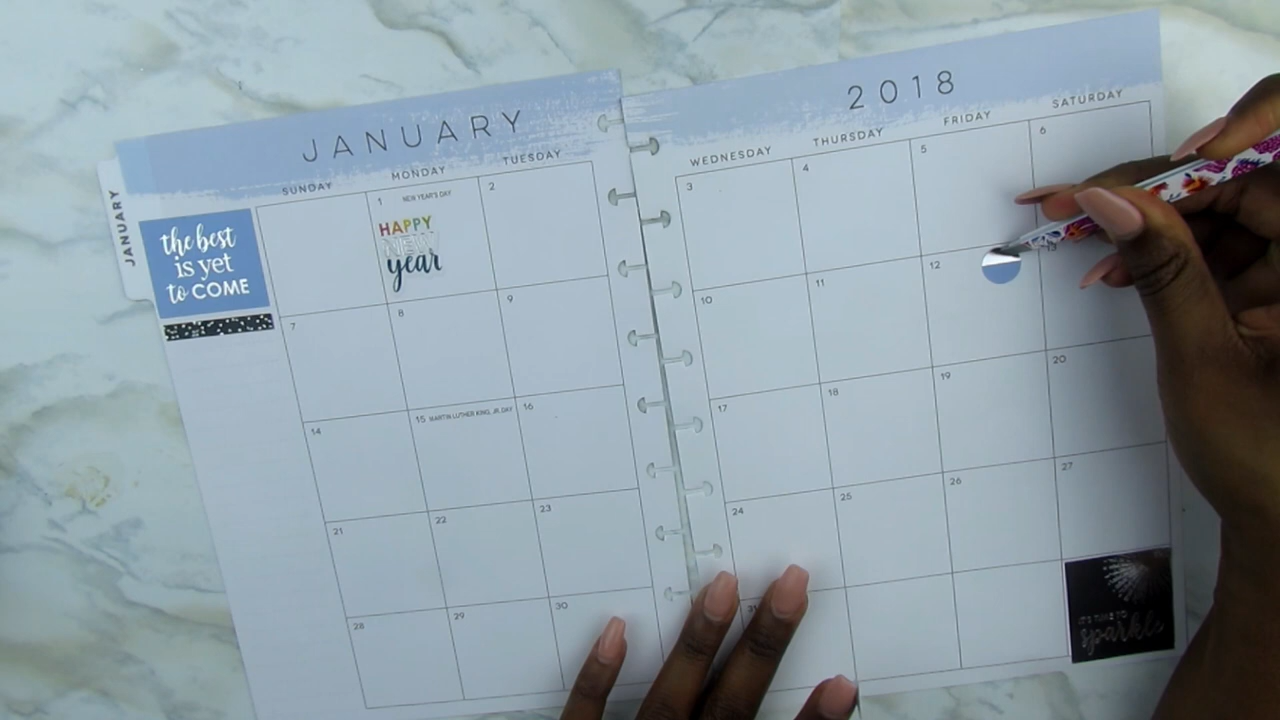 JANUARY
2018
JANUARY
SUNDAY
MONDAY
TUESDAY
WEDNESDAY
THURSDAY
FRIDAY
SATURDAY
the best
is yet
to COME
1 NEW YEAR'S DAY
HAPPY
NEW
year
2
3
4
5
6
7
8
9
10
11
12
13
14
15 MARTIN LUTHER KING, JR. DAY
16
17
18
19
20
21
22
23
24
25
26
27
28
29
30
31
IT'S TIME TO
sparkle